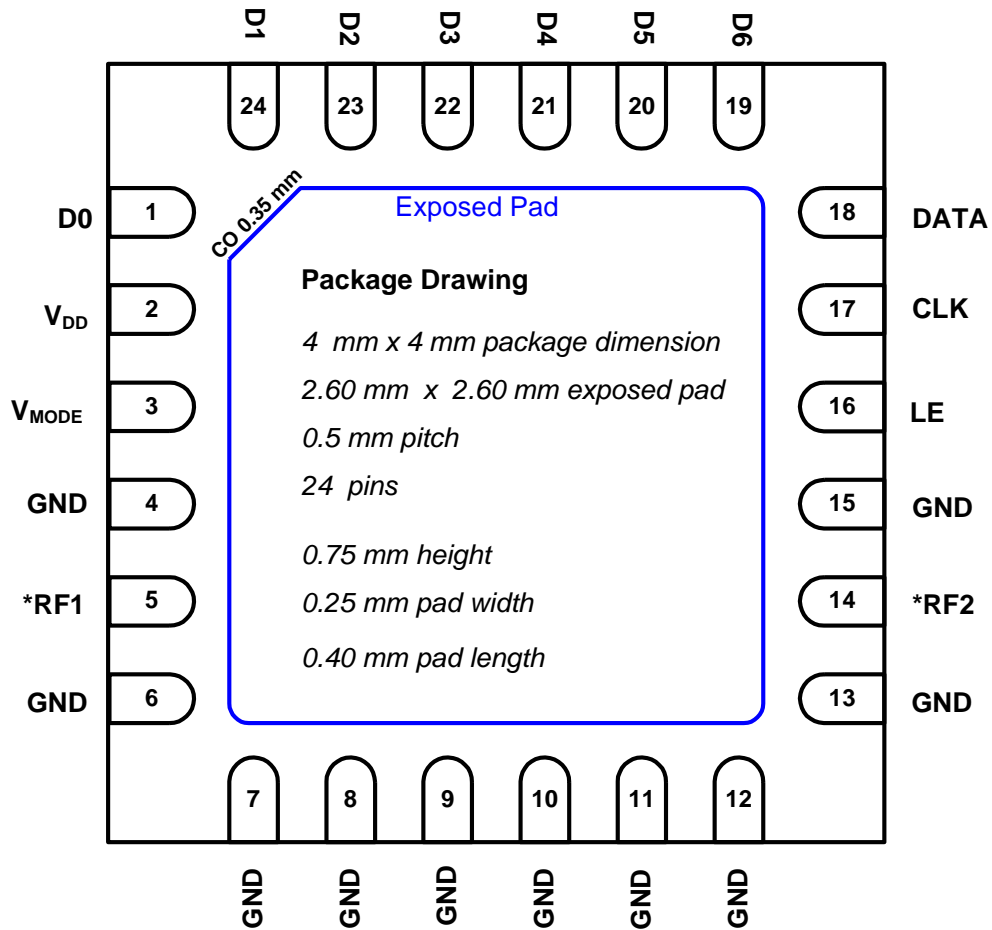 D1 D2 D3 D4 D5 D6
24 23 22 21 20 19
D0 1
V_DD 2
V_MODE 3
GND 4
*RF1 5
GND 6
CO 0.35 mm
Exposed Pad
Package Drawing
4 mm x 4 mm package dimension
2.60 mm x 2.60 mm exposed pad
0.5 mm pitch
24 pins
0.75 mm height
0.25 mm pad width
0.40 mm pad length
18 DATA
17 CLK
16 LE
15 GND
14 *RF2
13 GND
7 8 9 10 11 12
GND GND GND GND GND GND